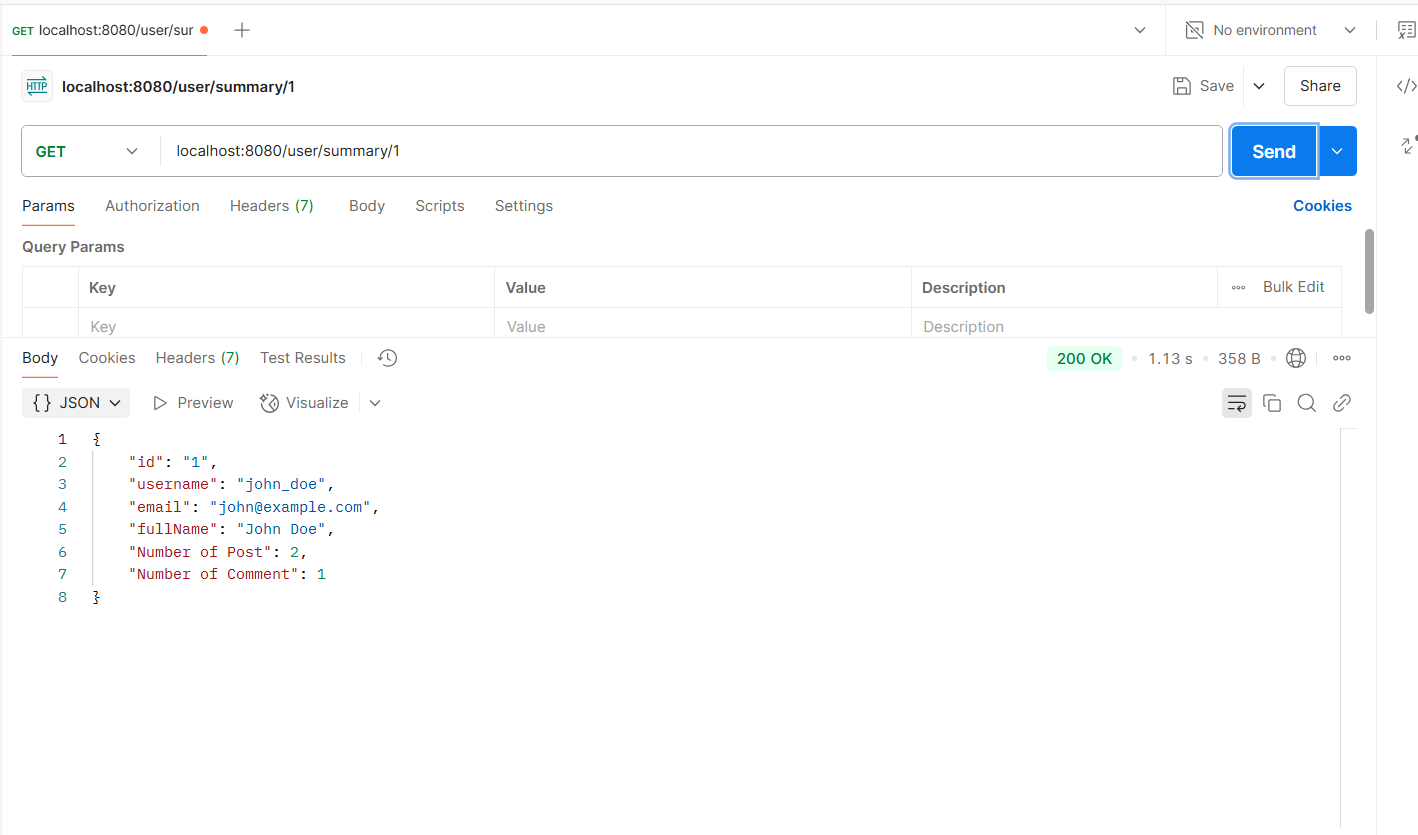 GET localhost:8080/user/sur
No environment
HTTP localhost:8080/user/summary/1
Save
Share
GET
localhost:8080/user/summary/1
Send
Params Authorization Headers (7) Body Scripts Settings Cookies
Query Params
Key Value Description Bulk Edit
Key Value Description
Body Cookies Headers (7) Test Results 200 OK 1.13 s 358 B
{} JSON Preview Visualize
1 {
2 "id": "1",
3 "username": "john_doe",
4 "email": "john@example.com",
5 "fullName": "John Doe",
6 "Number of Post": 2,
7 "Number of Comment": 1
8 }